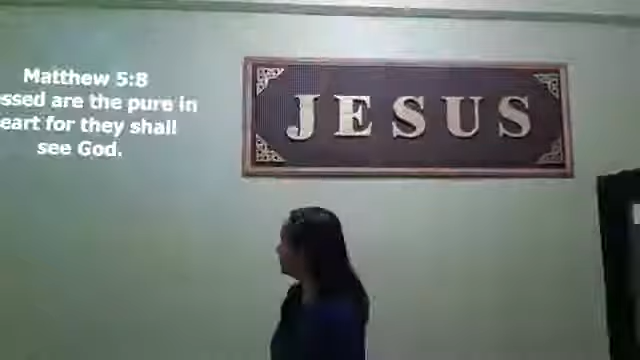 Matthew 5:8
ssed are the pure in
eart for they shall
see God.
JESUS